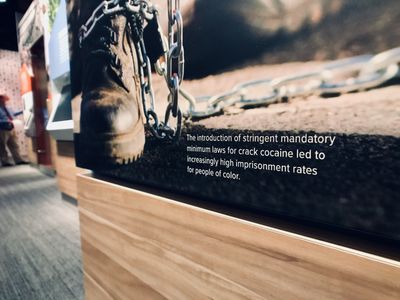 The introduction of stringent mandatory
minimum laws for crack cocaine led to
increasingly high imprisonment rates
for people of color.